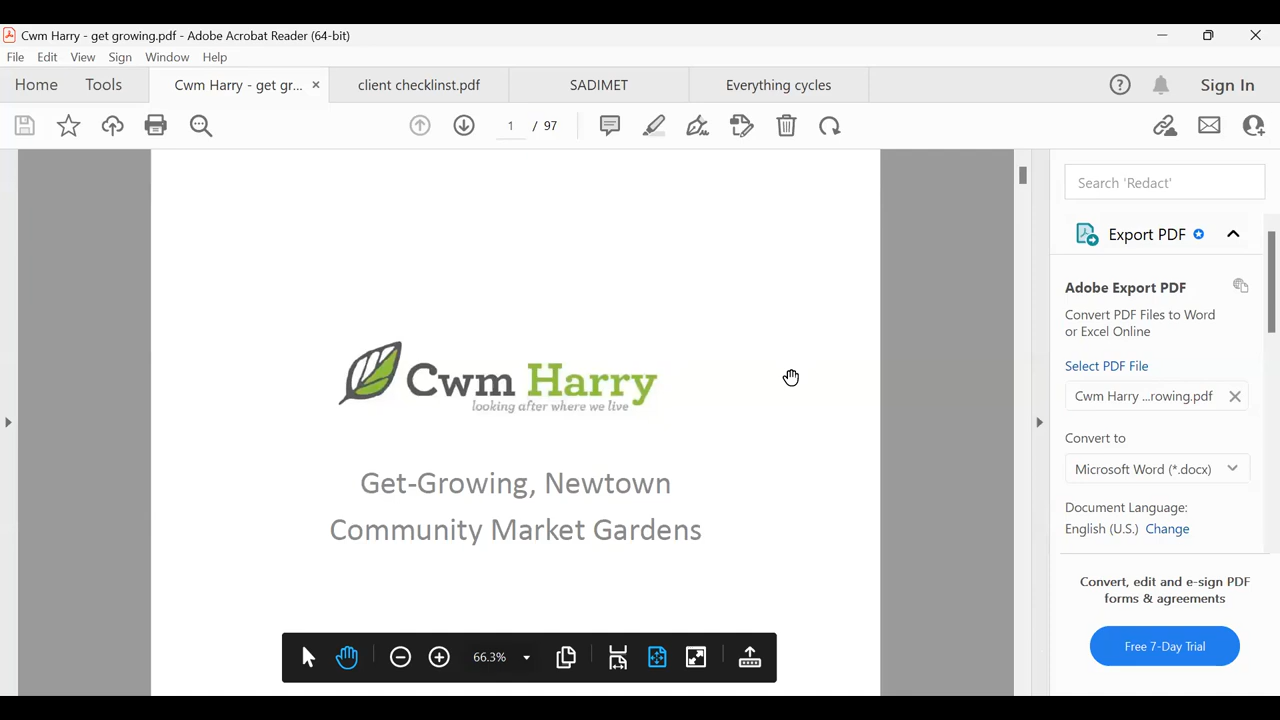 Cwm Harry - get growing.pdf - Adobe Acrobat Reader (64-bit)
File Edit View Sign Window Help
Home Tools Cwm Harry - get gr... client checklinst.pdf SADIMET Everything cycles Sign In
1 / 97
Search 'Redact'
Export PDF
Adobe Export PDF
Convert PDF Files to Word
or Excel Online
Select PDF File
Cwm Harry ...rowing.pdf
Convert to
Microsoft Word (*.docx)
Document Language:
English (U.S.) Change
Convert, edit and e-sign PDF
forms & agreements
Free 7-Day Trial
Cwm Harry
looking after where we live
Get-Growing, Newtown
Community Market Gardens
66.3%